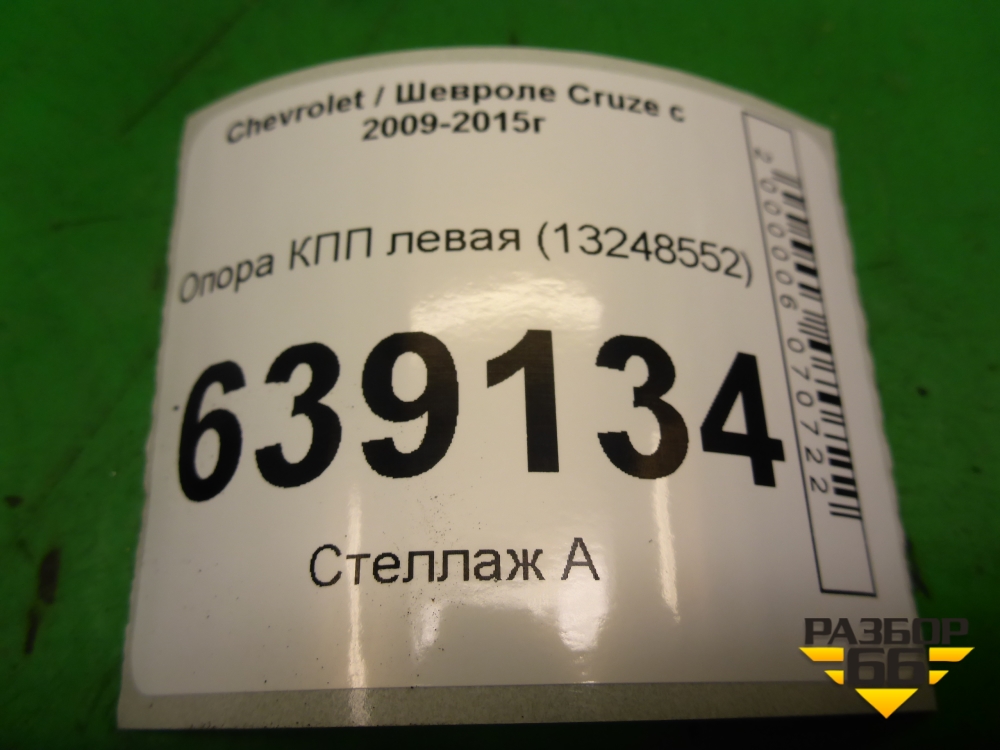 Chevrolet / Шевроле Cruze с
2009-2015г
Опора КПП левая (13248552)
639134
Стеллаж А
2000006070722
РАЗБОР
66